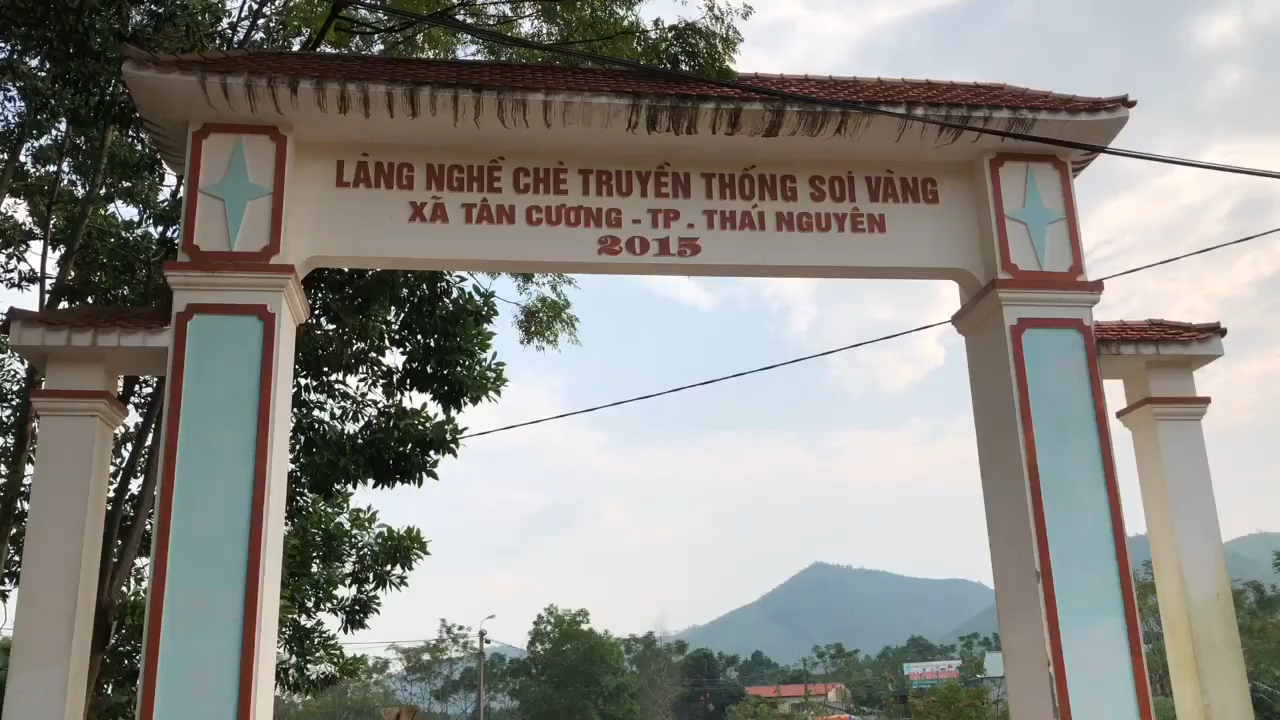 LÀNG NGHỀ CHÈ TRUYỀN THỐNG SOI VÀNG
XÃ TÂN CƯƠNG - TP . THÁI NGUYÊN
2015